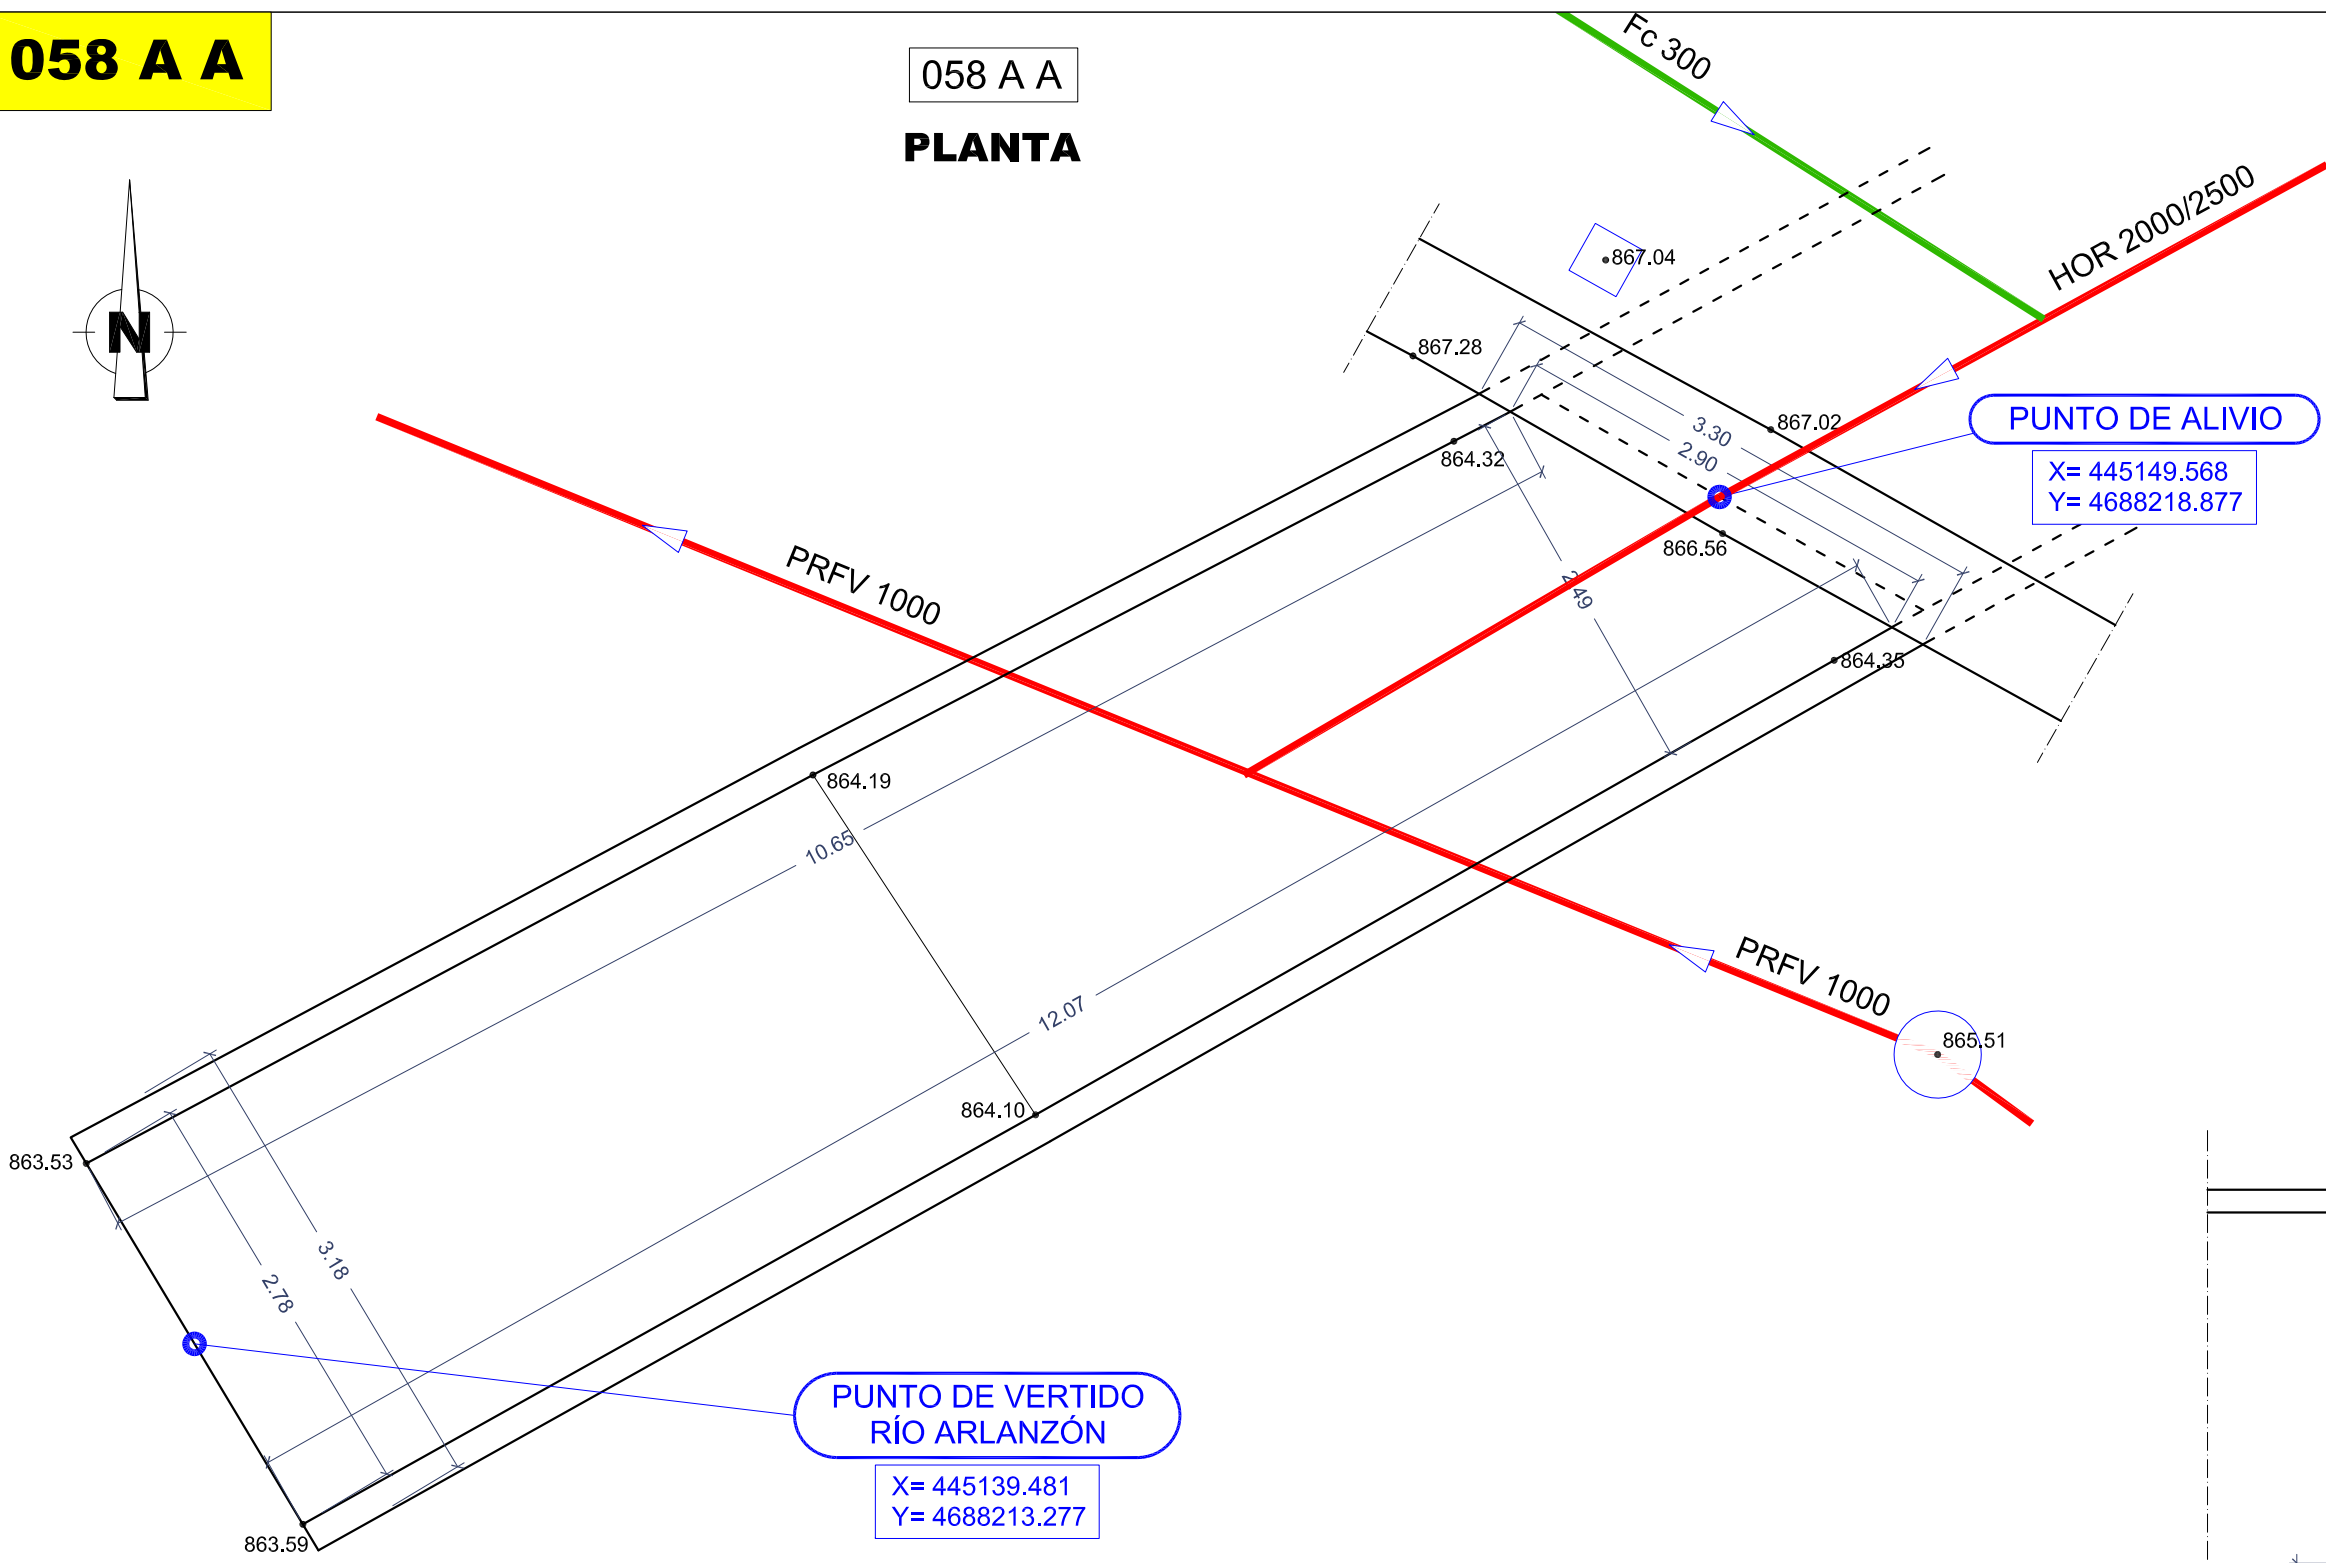 058 A A
058 A A
PLANTA
N
Fc 300
HOR 2000/2500
867.04
867.28
867.02
3.30
2.90
864.32
PUNTO DE ALIVIO
X= 445149.568
Y= 4688218.877
866.56
2.49
PRFV 1000
864.35
864.19
10.65
12.07
PRFV 1000
865.51
864.10
863.53
3.18
2.78
PUNTO DE VERTIDO
RÍO ARLANZÓN
X= 445139.481
Y= 4688213.277
863.59